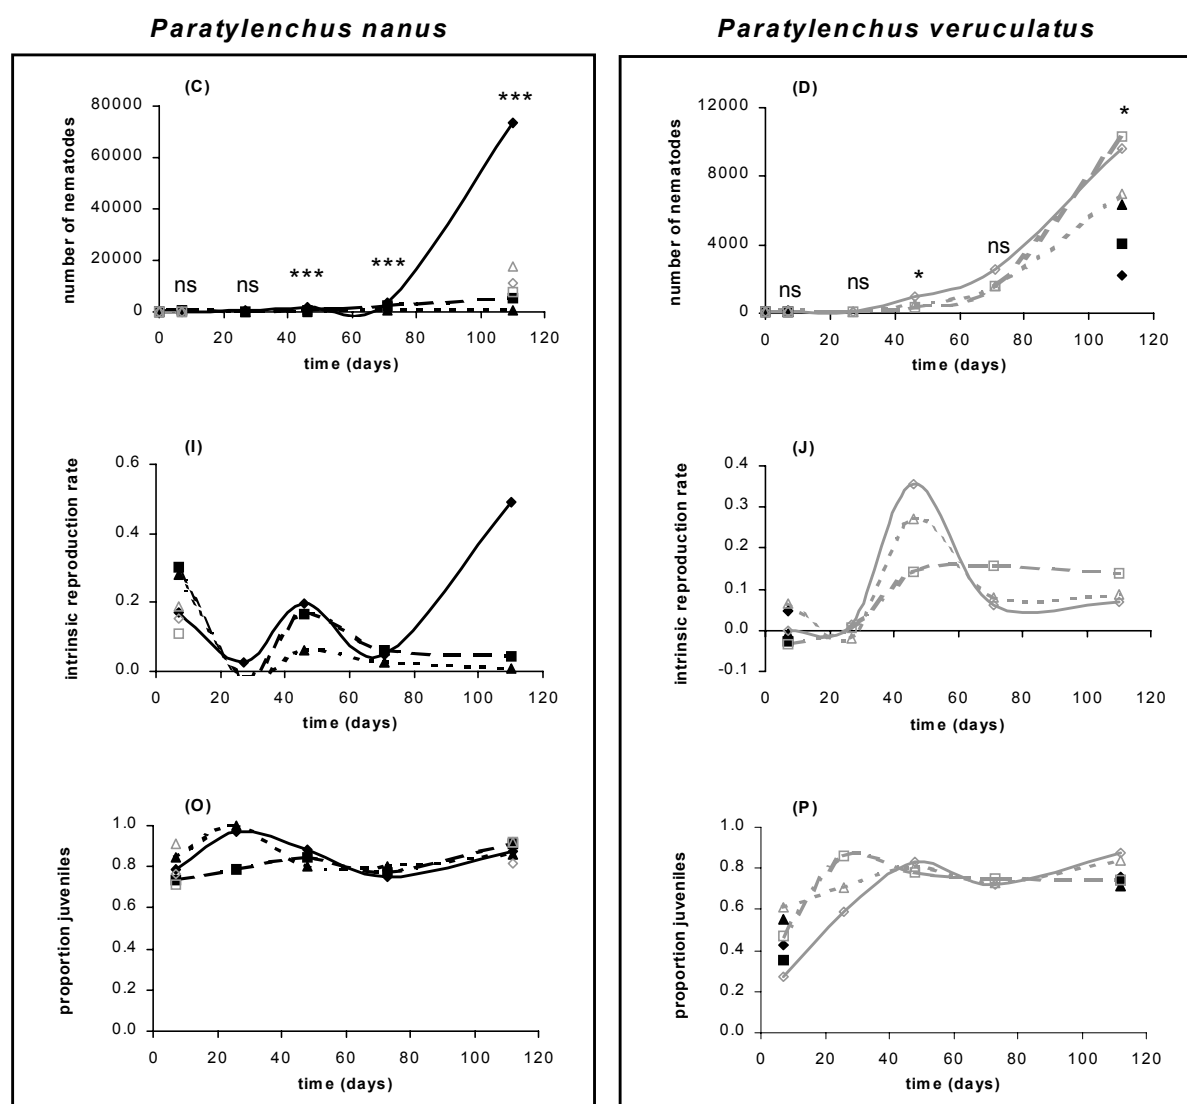 Paratylenchus nanus
(C)
number of nematodes
80000
60000
40000
20000
0
ns
ns
***
***
***
0 20 40 60 80 100 120
time (days)
(I)
intrinsic reproduction rate
0.6
0.4
0.2
0.0
0 20 40 60 80 100 120
time (days)
(O)
proportion juveniles
1.0
0.8
0.6
0.4
0.2
0.0
0 20 40 60 80 100 120
time (days)
Paratylenchus veruculatus
(D)
number of nematodes
12000
8000
4000
0
ns
ns
*
ns
*
0 20 40 60 80 100 120
time (days)
(J)
intrinsic reproduction rate
0.4
0.3
0.2
0.1
0.0
-0.1
0 20 40 60 80 100 120
time (days)
(P)
proportion juveniles
1.0
0.8
0.6
0.4
0.2
0.0
0 20 40 60 80 100 120
time (days)